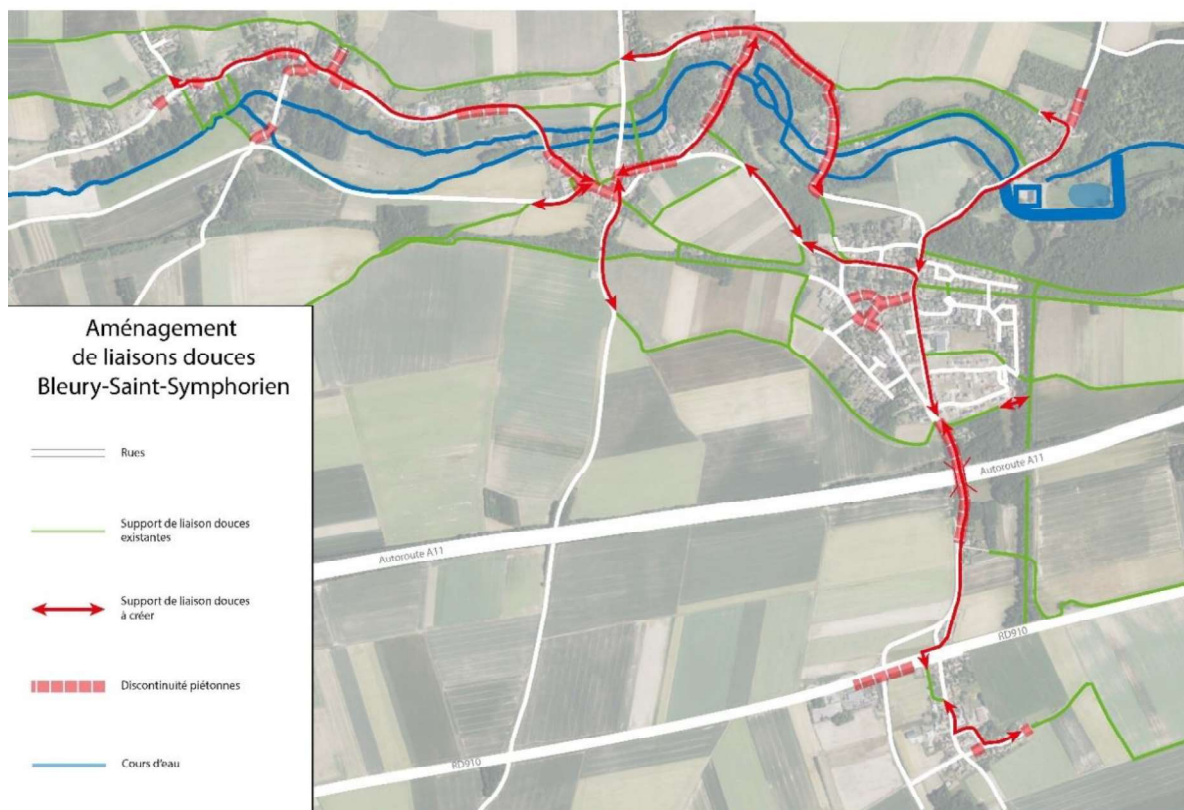 Aménagement
de liaisons douces
Bleury-Saint-Symphorien
Rues
Support de liaison douces
existantes
Support de liaison douces
à créer
Discontinuité piétonnes
Cours d'eau
Autoroute A11
Autoroute A11
RD910
RD910